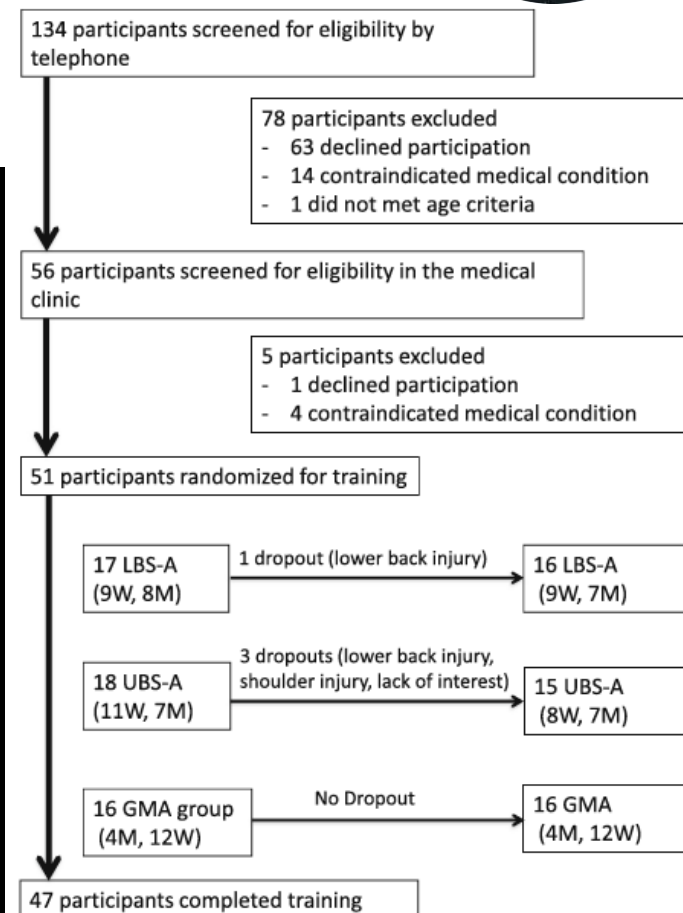 134 participants screened for eligibility by
telephone
78 participants excluded
- 63 declined participation
- 14 contraindicated medical condition
- 1 did not met age criteria
56 participants screened for eligibility in the medical
clinic
5 participants excluded
- 1 declined participation
- 4 contraindicated medical condition
51 participants randomized for training
17 LBS-A
(9W, 8M)
1 dropout (lower back injury)
16 LBS-A
(9W, 7M)
18 UBS-A
(11W, 7M)
3 dropouts (lower back injury,
shoulder injury, lack of interest)
15 UBS-A
(8W, 7M)
16 GMA group
(4M, 12W)
No Dropout
16 GMA
(4M, 12W)
47 participants completed training